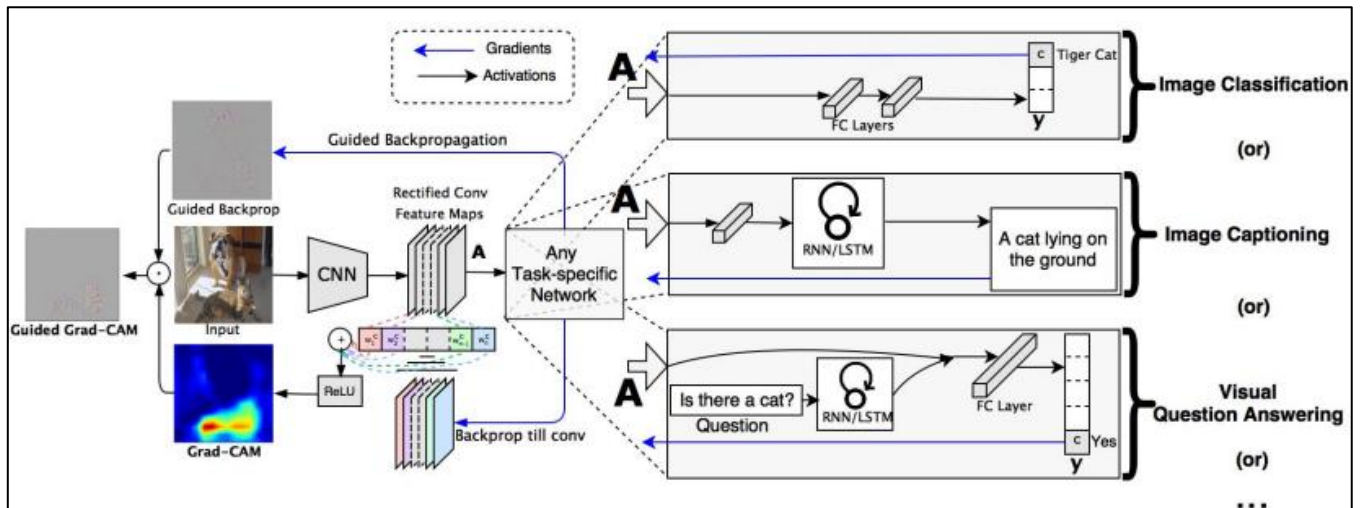 Gradients
Activations
Guided Backpropagation
Guided Backprop
Guided Grad-CAM
Input
CNN
Rectified Conv
Feature Maps
A
Any
Task-specific
Network
ReLU
Grad-CAM
Backprop till conv
A
FC Layers
c
Tiger Cat
y
Image Classification
(or)
A
RNN/LSTM
A cat lying on
the ground
Image Captioning
(or)
A
Is there a cat?
Question
RNN/LSTM
FC Layer
c
Yes
y
Visual
Question Answering
(or)
...